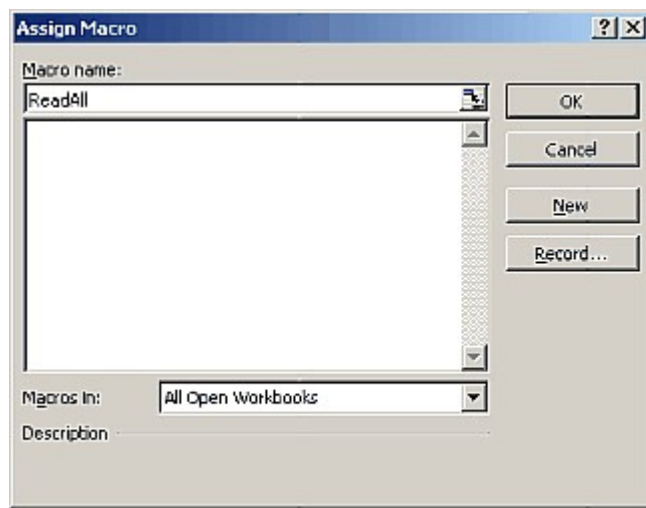 Assign Macro
Macro name:
ReadAll
OK
Cancel
New
Record...
Macros in:
All Open Workbooks
Description